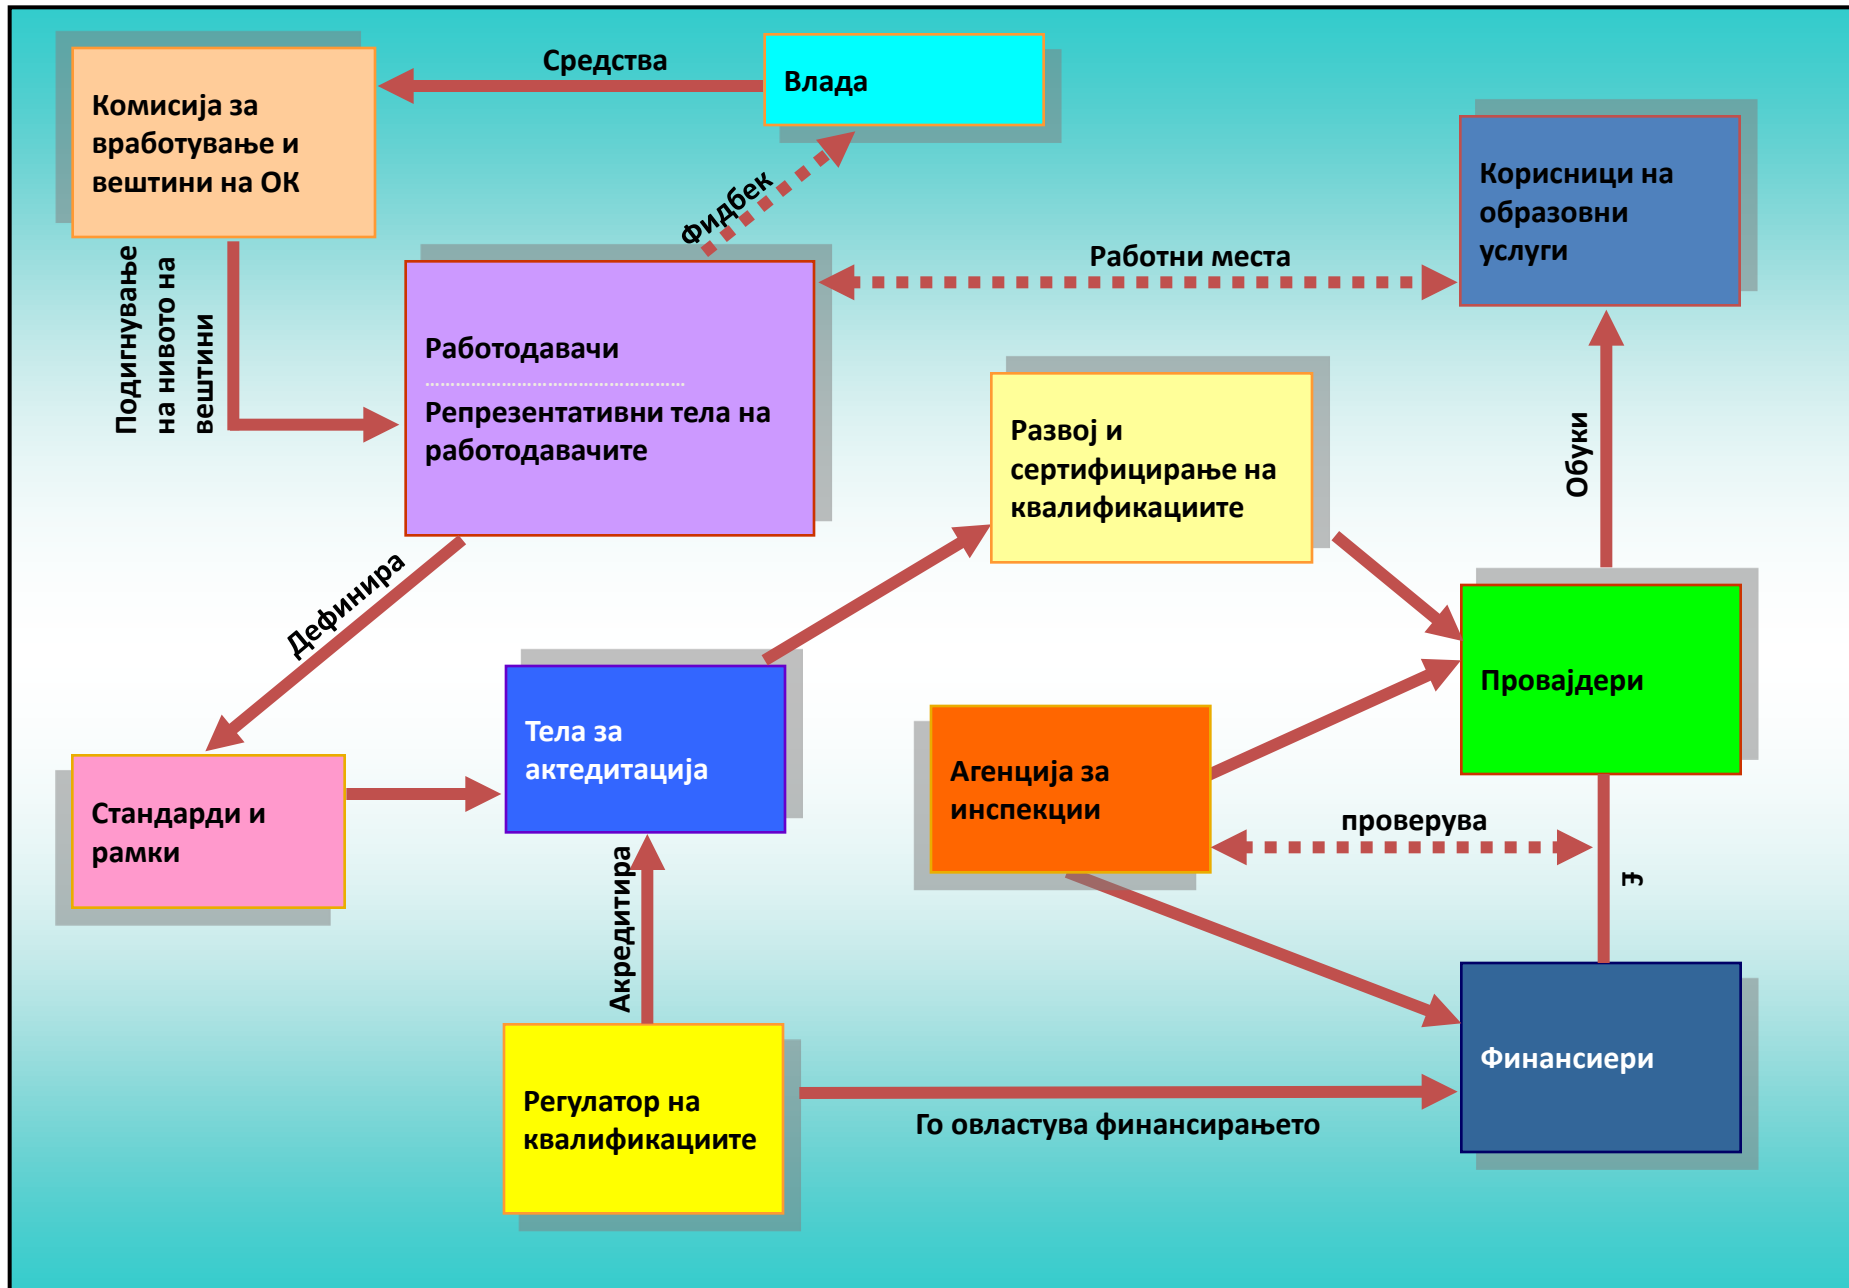 Средства
Влада
Комисија за
вработување и
вештини на ОК
Фидбек
Корисници на
образовни
услуги
Работни места
Подигнување
на нивото на
вештини
Работодавачи
Репрезентативни тела на
работодавачите
Развој и
сертифицирање на
квалификациите
Обуки
Дефинира
Тела за
актедитација
Провајдери
Агенција за
инспекции
Стандарди и
рамки
проверува
£
Акредитира
Финансиери
Регулатор на
квалификациите
Го овластува финансирањето